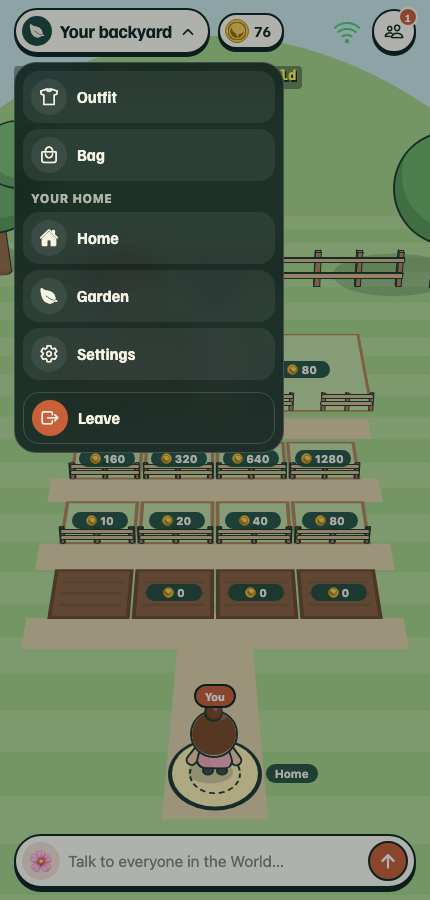 Your backyard
76
1
ld
Outfit
Bag
YOUR HOME
Home
Garden
Settings
80
Leave
160 320 640 1280
10 20 40 80
0 0 0
You
Home
Talk to everyone in the World...